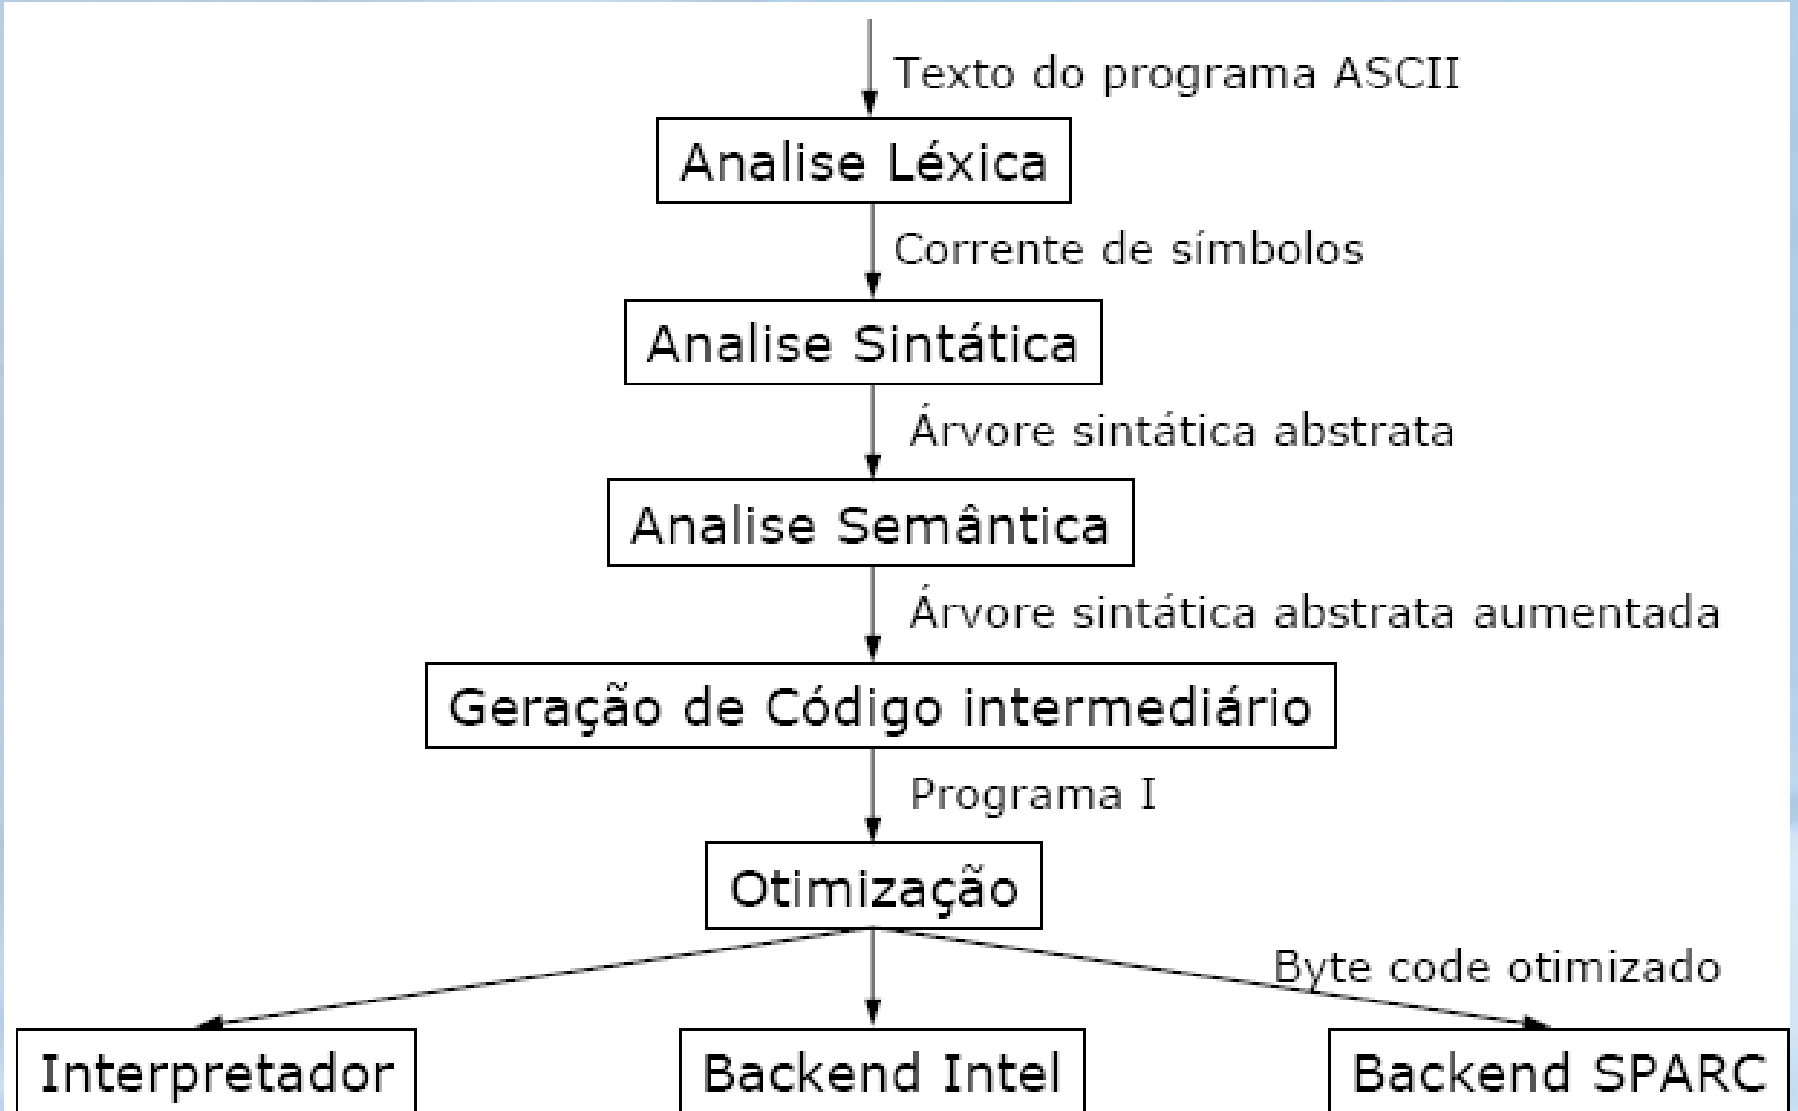 Texto do programa ASCII
Analise Léxica
Corrente de símbolos
Analise Sintática
Árvore sintática abstrata
Analise Semântica
Árvore sintática abstrata aumentada
Geração de Código intermediário
Programa I
Otimização
Byte code otimizado
Interpretador
Backend Intel
Backend SPARC